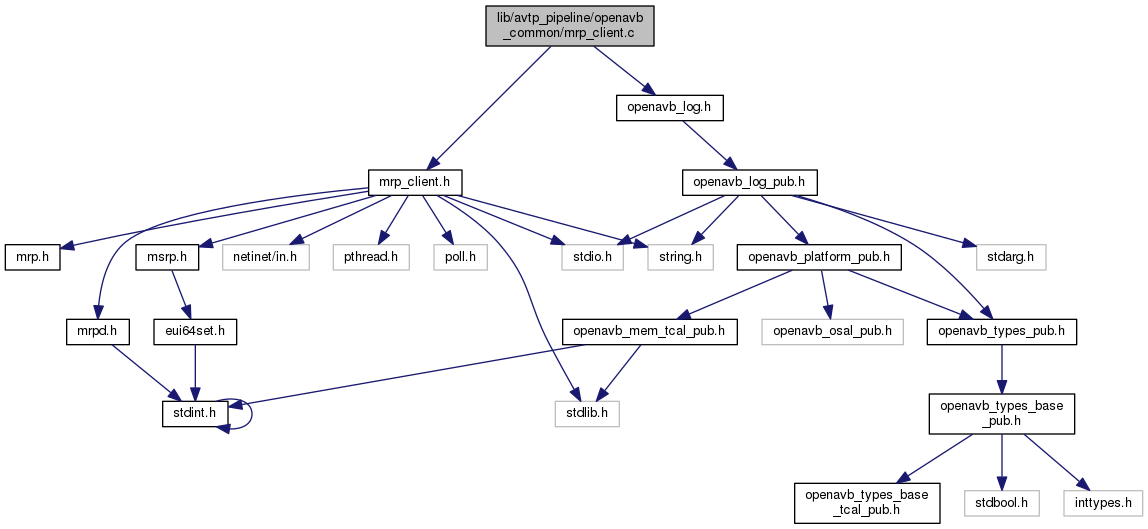 lib/avtp_pipeline/openavb
_common/mrp_client.c
openavb_log.h
mrp_client.h
openavb_log_pub.h
mrp.h
msrp.h
netinet/in.h
pthread.h
poll.h
stdio.h
string.h
openavb_platform_pub.h
stdarg.h
mrpd.h
eui64set.h
openavb_mem_tcal_pub.h
openavb_osal_pub.h
openavb_types_pub.h
stdint.h
stdlib.h
openavb_types_base
_pub.h
openavb_types_base
_tcal_pub.h
stdbool.h
inttypes.h